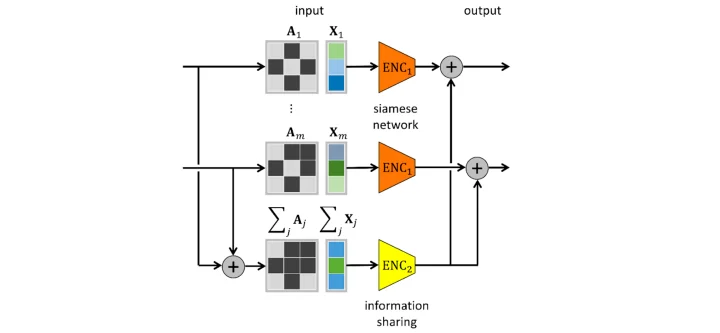 input output
A₁ X₁
ENC₁
+
⋮
siamese
network
Aₘ Xₘ
ENC₁
+
∑ⱼ Aⱼ ∑ⱼ Xⱼ
+
ENC₂
information
sharing